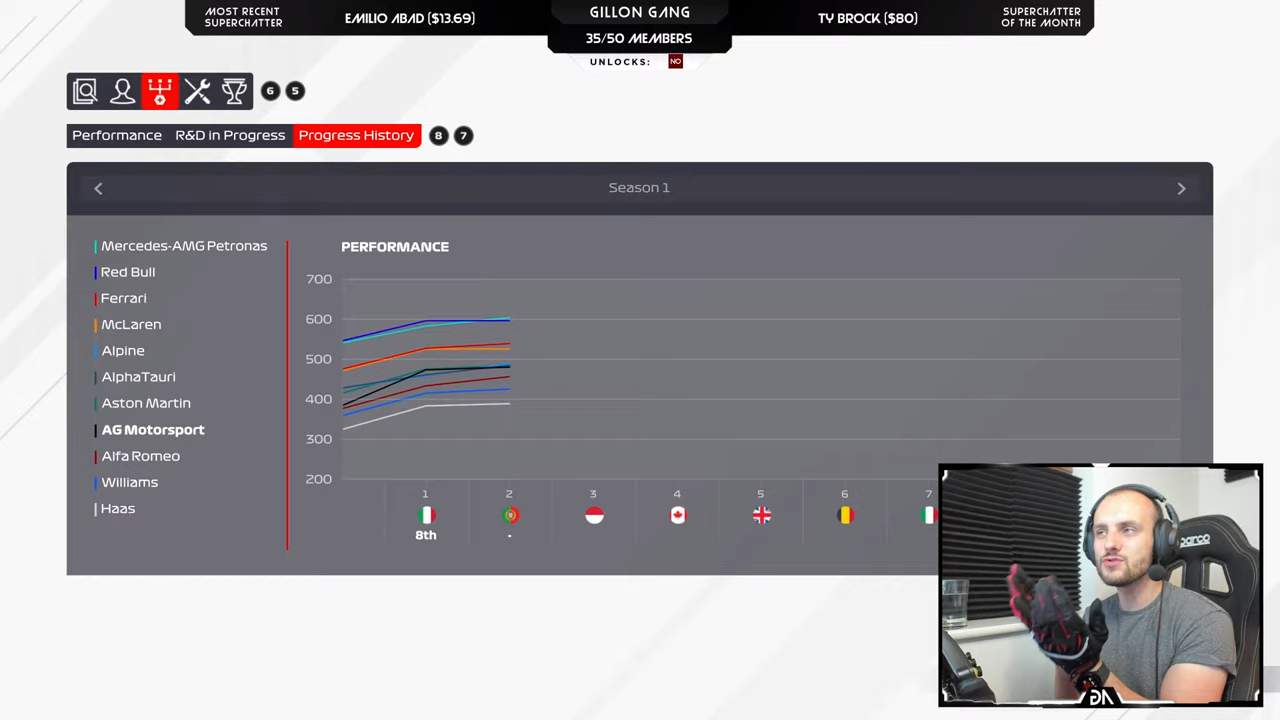 MOST RECENT
SUPERCHATTER
EMILIO ABAD ($13.69)
GILLON GANG
35/50 MEMBERS
UNLOCKS: NO
TY BROCK ($80)
SUPERCHATTER
OF THE MONTH
6 5
Performance R&D in Progress Progress History 8 7
Season 1
Mercedes-AMG Petronas
Red Bull
Ferrari
McLaren
Alpine
AlphaTauri
Aston Martin
AG Motorsport
Alfa Romeo
Williams
Haas
PERFORMANCE
700
600
500
400
300
200
1 2 3 4 5 6 7
8th -
sparco